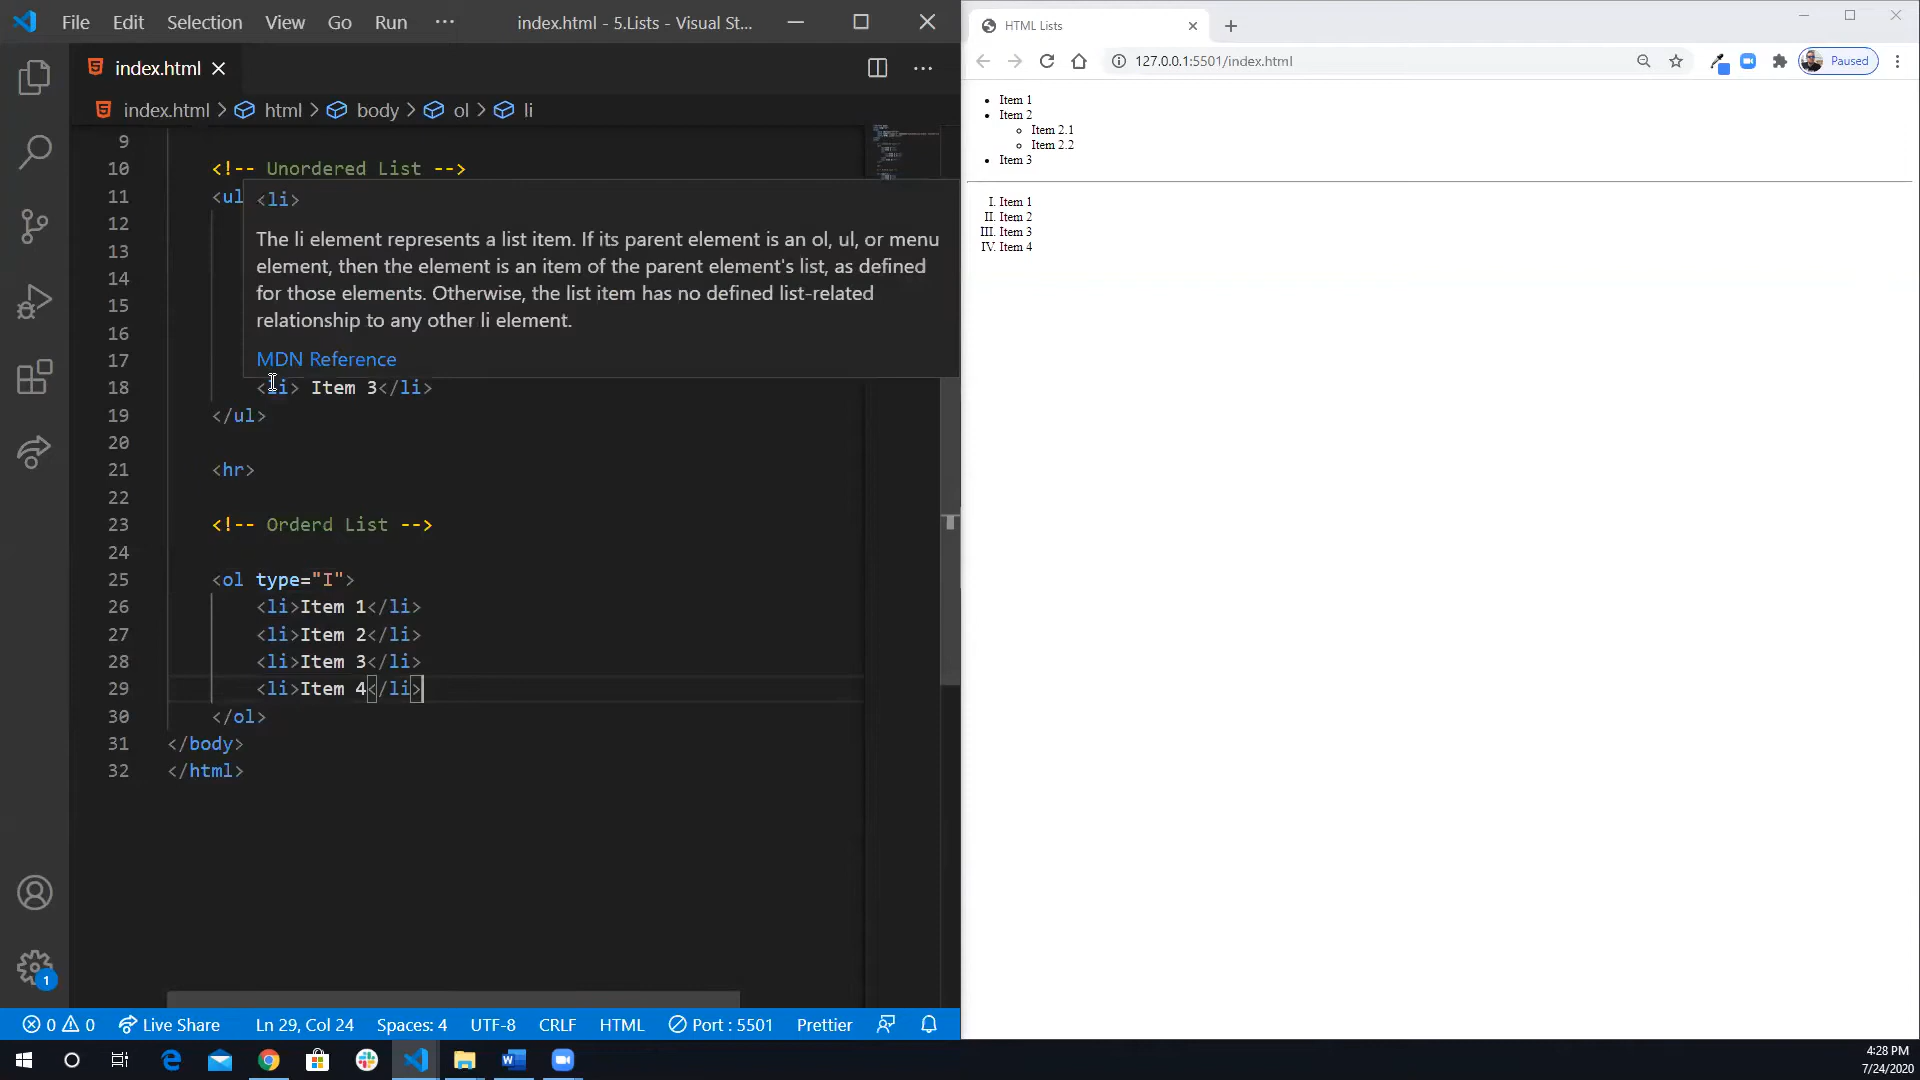 File Edit Selection View Go Run ··· index.html - 5.Lists - Visual St...
index.html
index.html > html > body > ol > li
9
10 <!-- Unordered List -->
11 <ul
<li>
12
The li element represents a list item. If its parent element is an ol, ul, or menu
13
element, then the element is an item of the parent element's list, as defined
14
for those elements. Otherwise, the list item has no defined list-related
15
relationship to any other li element.
16
17
MDN Reference
18 <li> Item 3</li>
19 </ul>
20
21 <hr>
22
23 <!-- Orderd List -->
24
25 <ol type="I">
26 <li>Item 1</li>
27 <li>Item 2</li>
28 <li>Item 3</li>
29 <li>Item 4</li>
30 </ol>
31 </body>
32 </html>
1
0 0 Live Share Ln 29, Col 24 Spaces: 4 UTF-8 CRLF HTML Port : 5501 Prettier
HTML Lists
127.0.0.1:5501/index.html Paused
• Item 1
• Item 2
◦ Item 2.1
◦ Item 2.2
• Item 3
I. Item 1
II. Item 2
III. Item 3
IV. Item 4
4:28 PM
7/24/2020